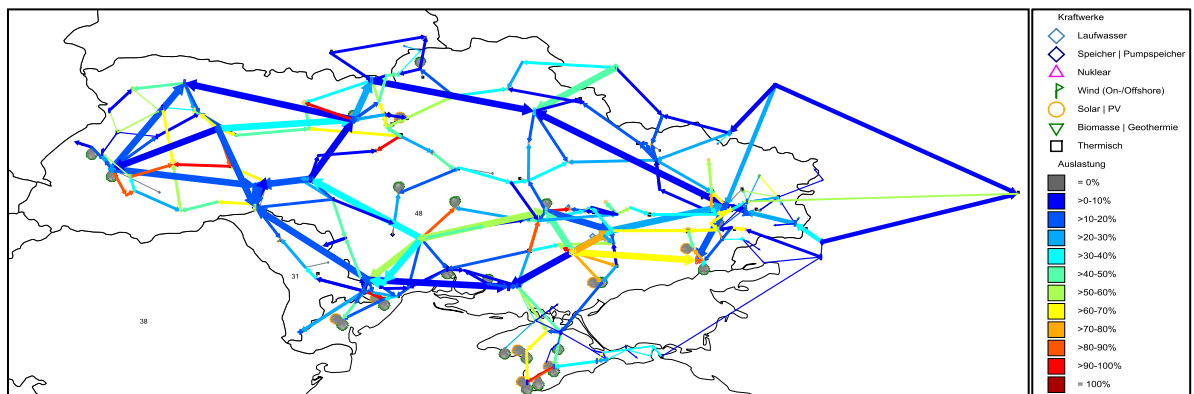 Kraftwerke
Laufwasser
Speicher | Pumpspeicher
Nuklear
Wind (On-/Offshore)
Solar | PV
Biomasse | Geothermie
Thermisch
Auslastung
= 0%
>0-10%
>10-20%
>20-30%
>30-40%
>40-50%
>50-60%
>60-70%
>70-80%
>80-90%
>90-100%
= 100%
48
31
38